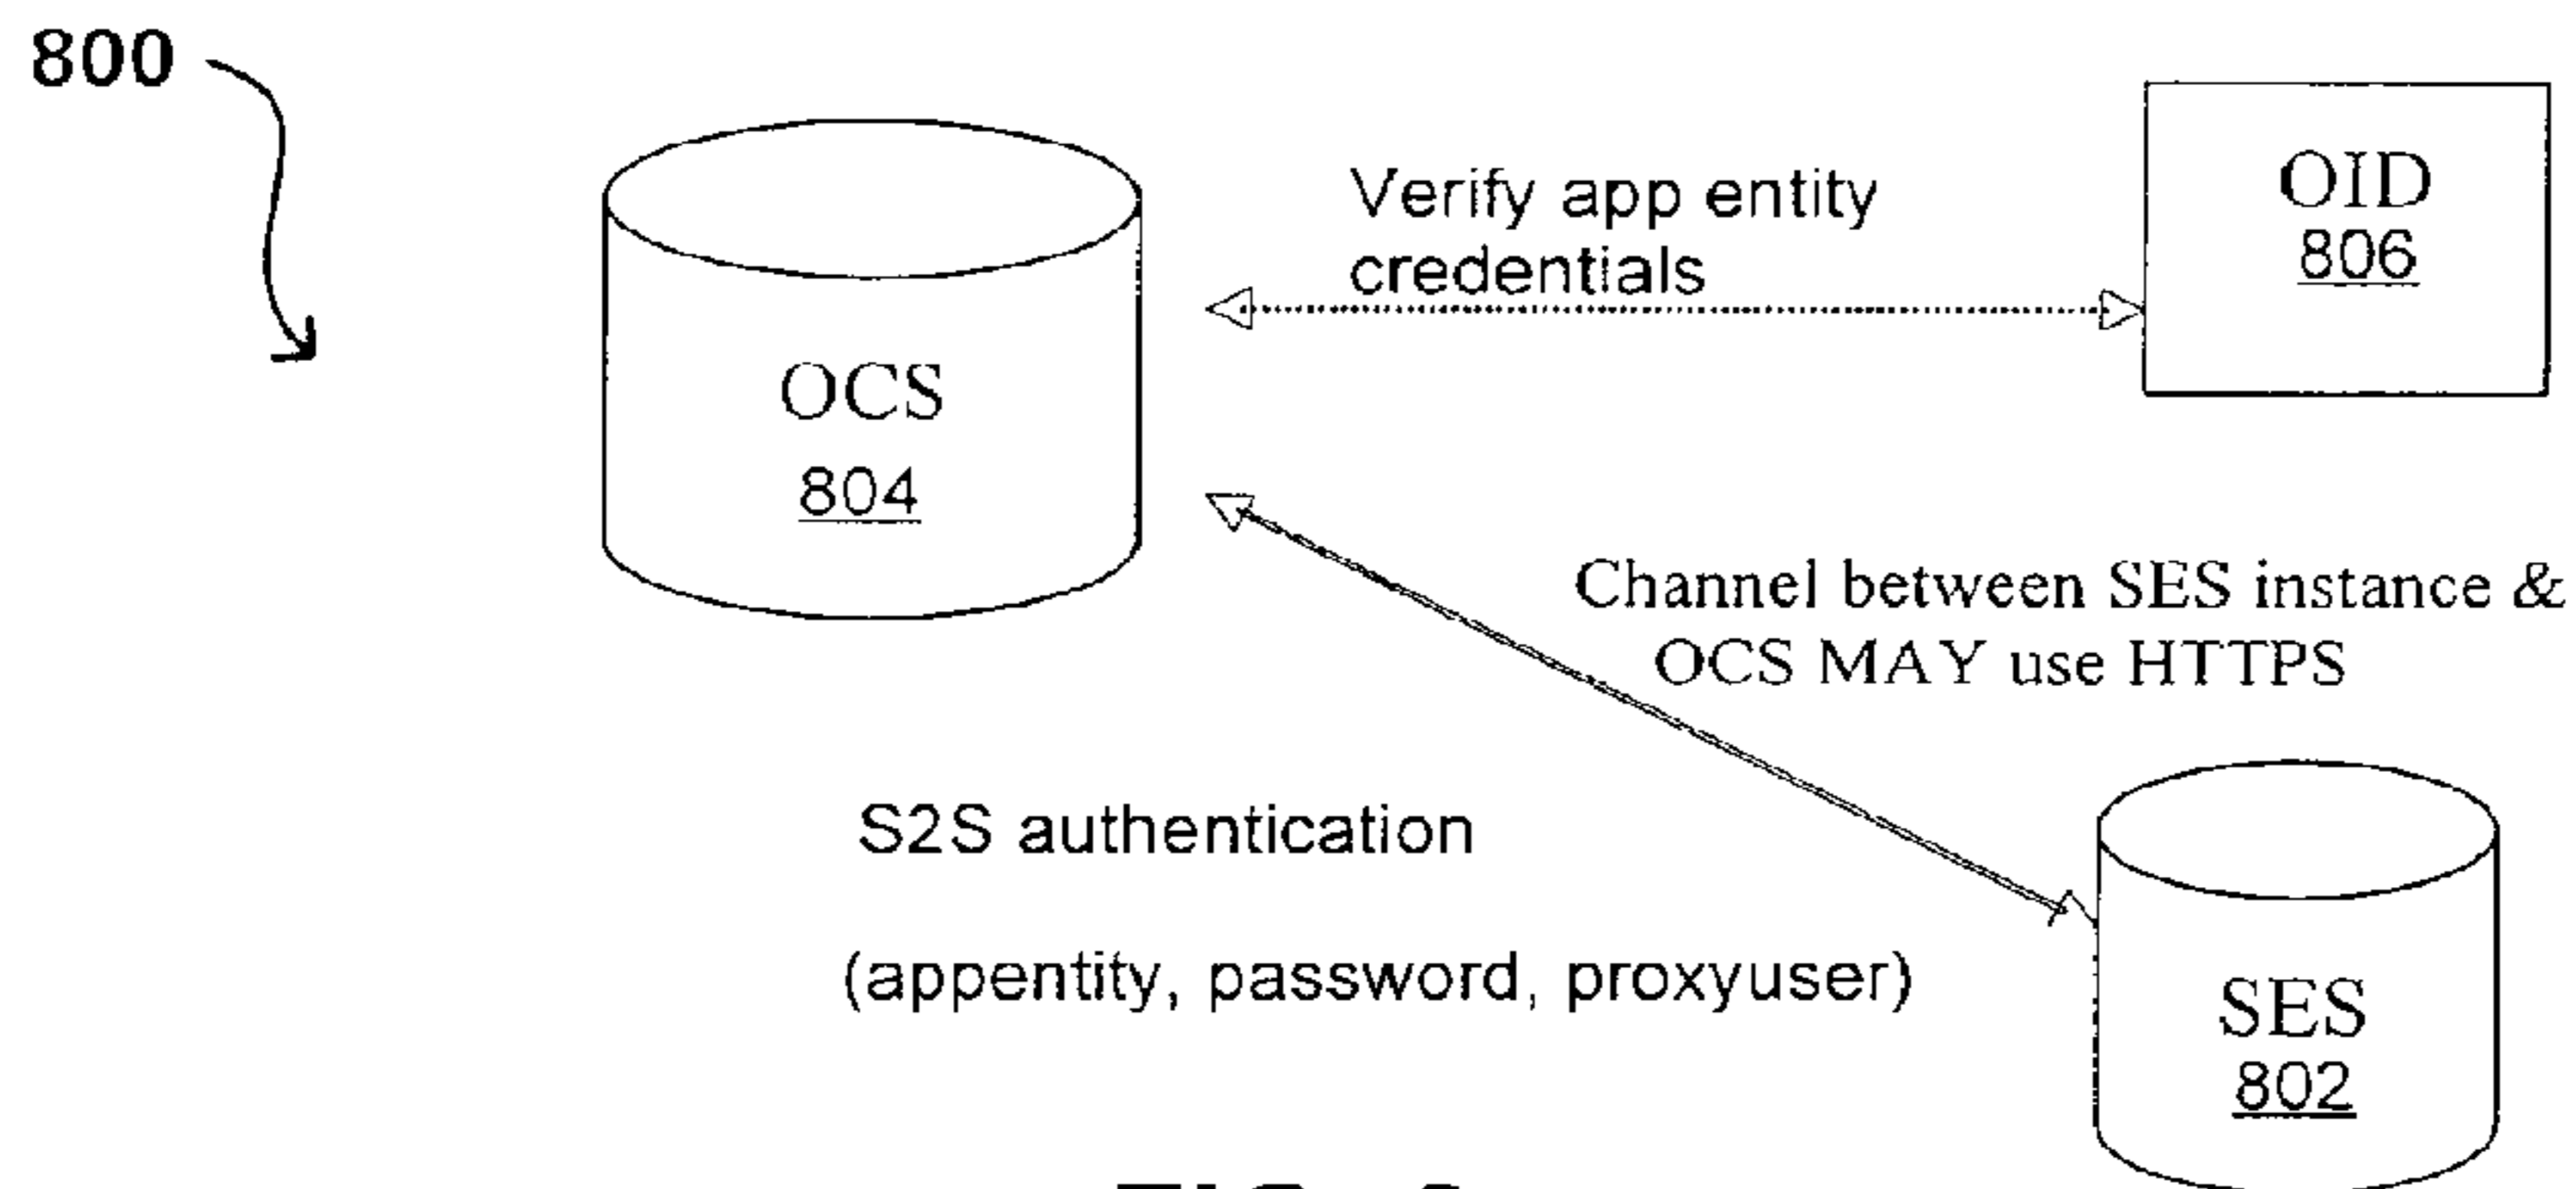 800
OCS
804
Verify app entity
credentials
OID
806
Channel between SES instance &
OCS MAY use HTTPS
S2S authentication
(appentity, password, proxyuser)
SES
802